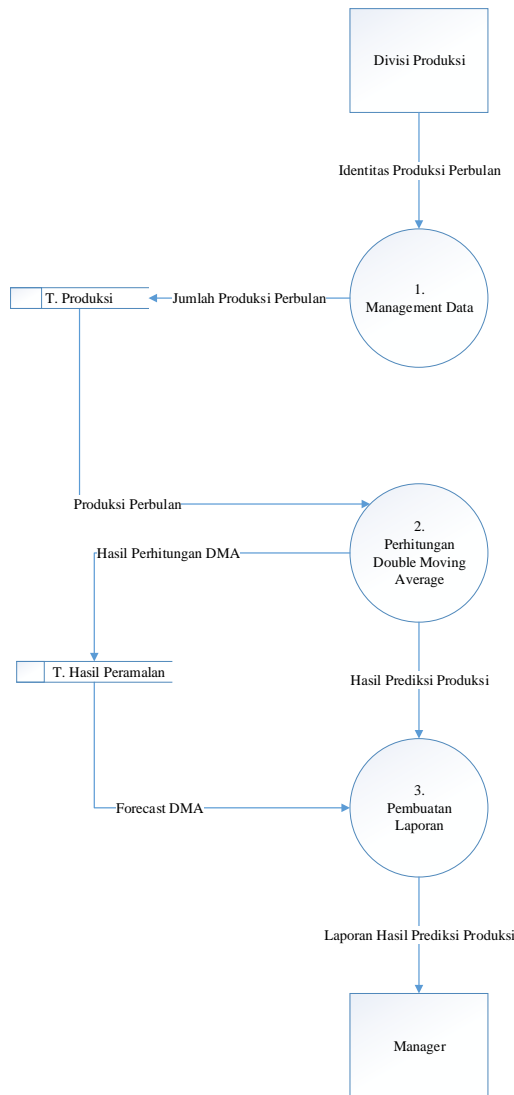 Divisi Produksi
Identitas Produksi Perbulan
1.
Management Data
T. Produksi
Jumlah Produksi Perbulan
Produksi Perbulan
2.
Perhitungan
Double Moving
Average
Hasil Perhitungan DMA
T. Hasil Peramalan
Hasil Prediksi Produksi
Forecast DMA
3.
Pembuatan
Laporan
Laporan Hasil Prediksi Produksi
Manager